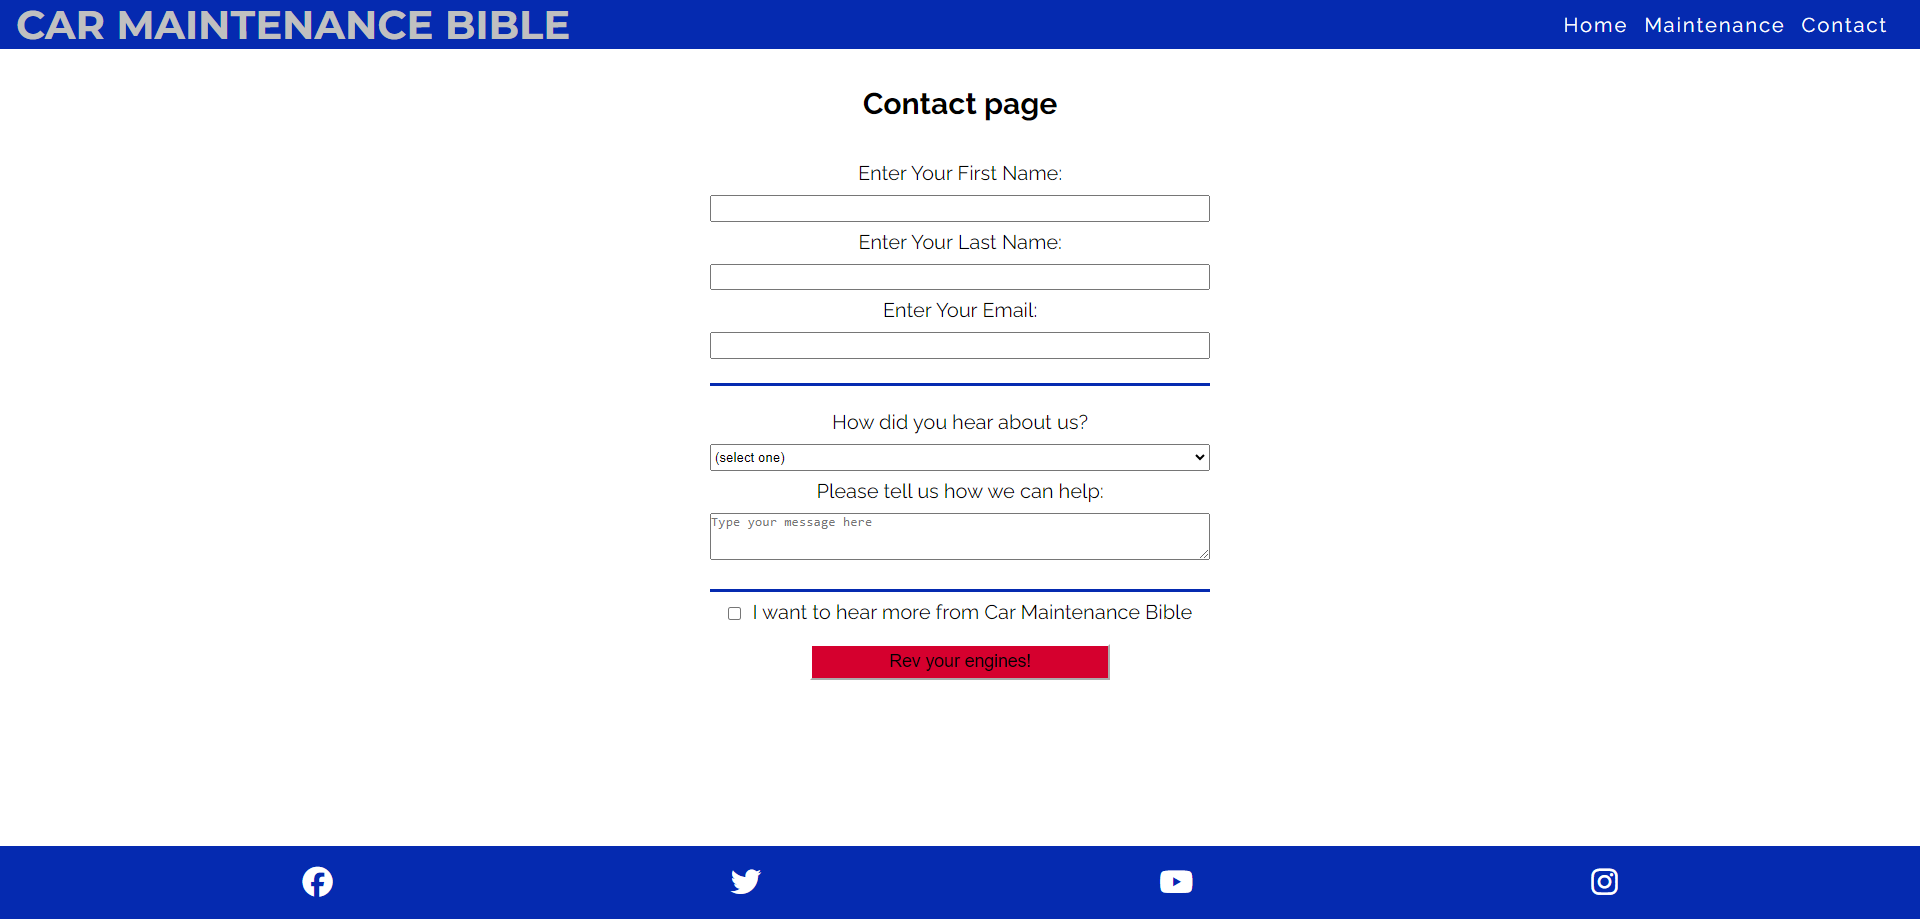 CAR MAINTENANCE BIBLE
Home Maintenance Contact
Contact page
Enter Your First Name:
Enter Your Last Name:
Enter Your Email:
How did you hear about us?
(select one)
Please tell us how we can help:
Type your message here
I want to hear more from Car Maintenance Bible
Rev your engines!